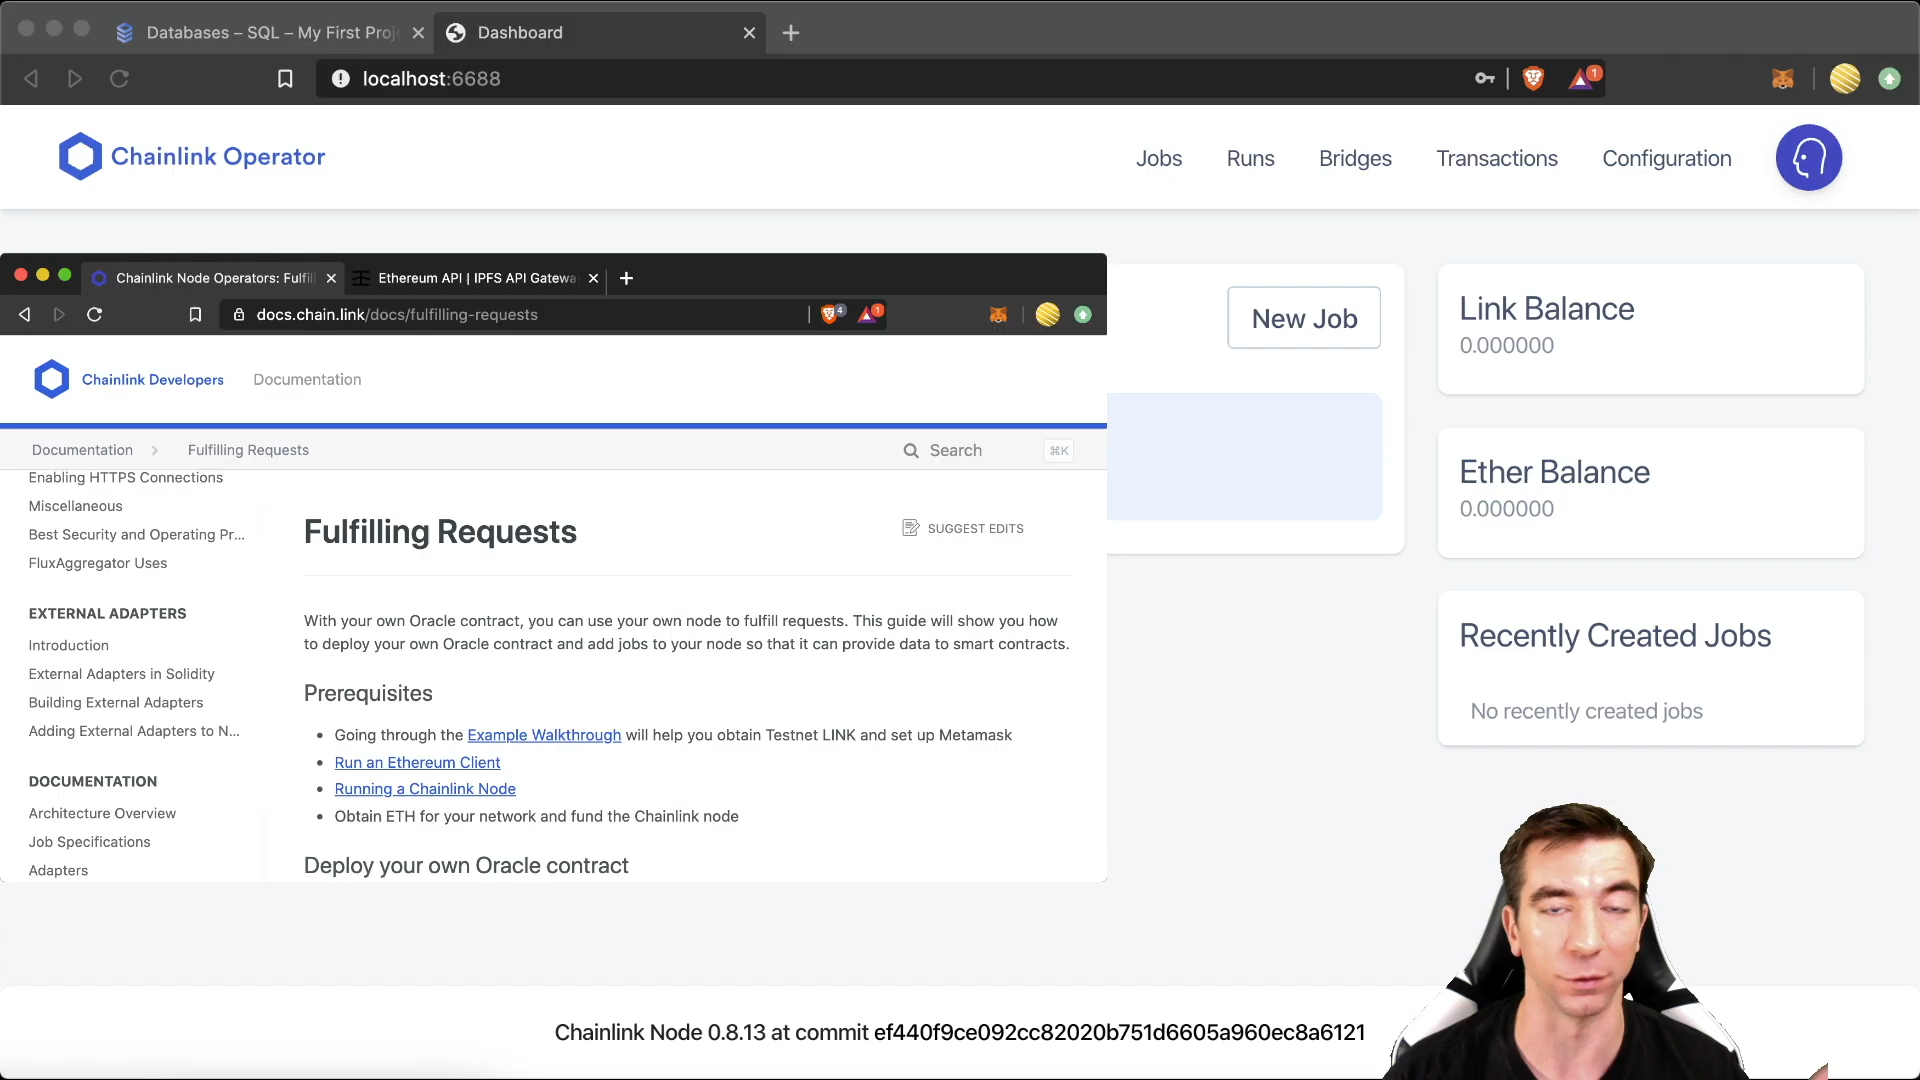 Databases – SQL – My First Proj
Dashboard
localhost:6688
1
Chainlink Operator
Jobs
Runs
Bridges
Transactions
Configuration
Chainlink Node Operators: Fulfill
Ethereum API | IPFS API Gatewa
docs.chain.link/docs/fulfilling-requests
4
1
Chainlink Developers
Documentation
Documentation
Fulfilling Requests
Search
⌘K
Enabling HTTPS Connections
Miscellaneous
Best Security and Operating Pr...
FluxAggregator Uses
EXTERNAL ADAPTERS
Introduction
External Adapters in Solidity
Building External Adapters
Adding External Adapters to N...
DOCUMENTATION
Architecture Overview
Job Specifications
Adapters
Fulfilling Requests
SUGGEST EDITS
With your own Oracle contract, you can use your own node to fulfill requests. This guide will show you how
to deploy your own Oracle contract and add jobs to your node so that it can provide data to smart contracts.
Prerequisites
• Going through the Example Walkthrough will help you obtain Testnet LINK and set up Metamask
• Run an Ethereum Client
• Running a Chainlink Node
• Obtain ETH for your network and fund the Chainlink node
Deploy your own Oracle contract
New Job
Link Balance
0.000000
Ether Balance
0.000000
Recently Created Jobs
No recently created jobs
Chainlink Node 0.8.13 at commit ef440f9ce092cc82020b751d6605a960ec8a6121